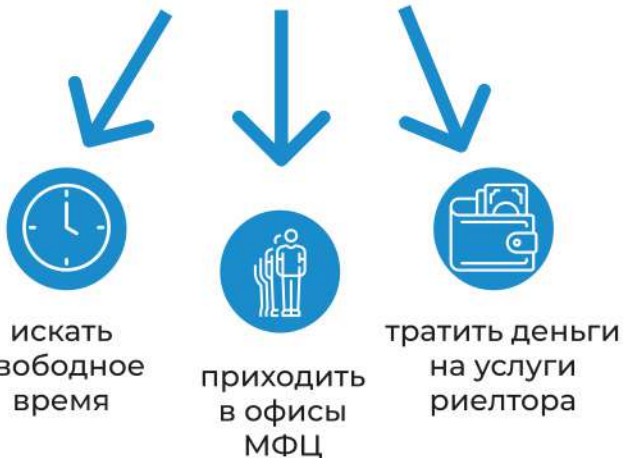 искать
вободное
время
приходить
в офисы
МФЦ
тратить деньги
на услуги
риелтора